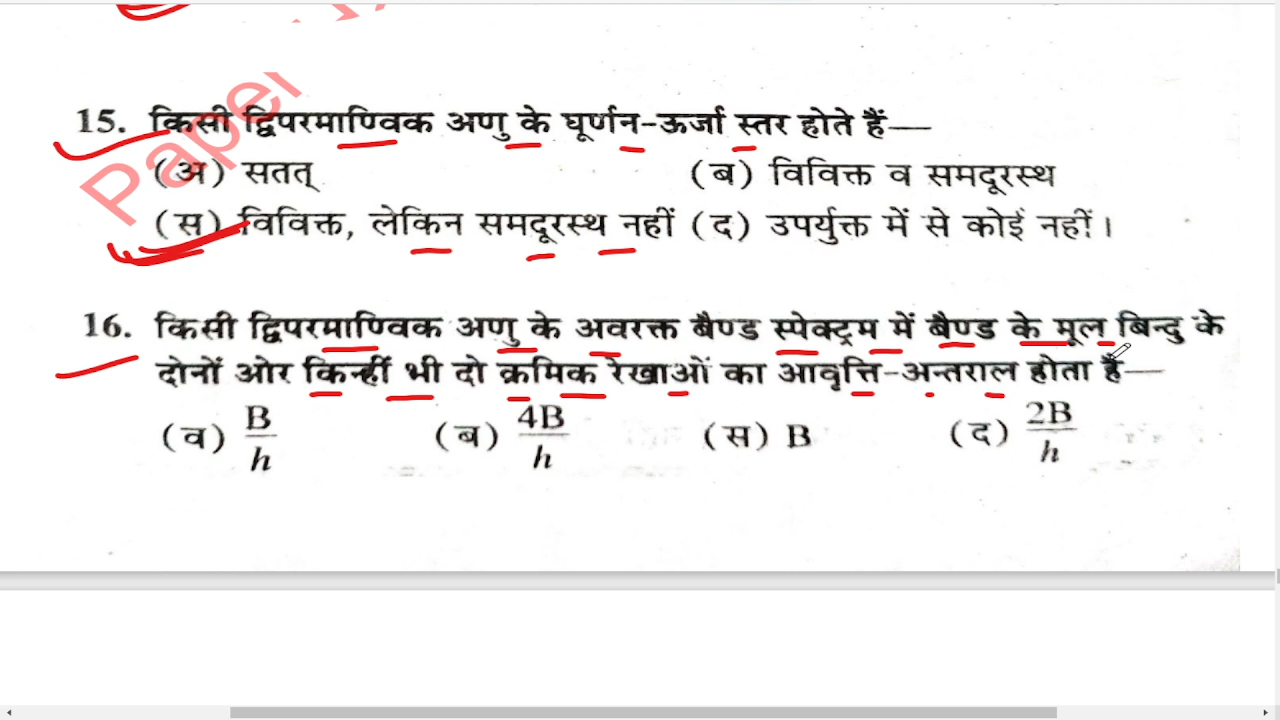 Paper
15. किसी द्विपरमाण्विक अणु के घूर्णन-ऊर्जा स्तर होते हैं—
(अ) सतत् (ब) विविक्त व समदूरस्थ
(स) विविक्त, लेकिन समदूरस्थ नहीं (द) उपर्युक्त में से कोई नहीं।
16. किसी द्विपरमाण्विक अणु के अवरक्त बैण्ड स्पेक्ट्रम में बैण्ड के मूल बिन्दु के
दोनों ओर किन्हीं भी दो क्रमिक रेखाओं का आवृत्ति-अन्तराल होता है—
(व) B/h (ब) 4B/h (स) B (द) 2B/h